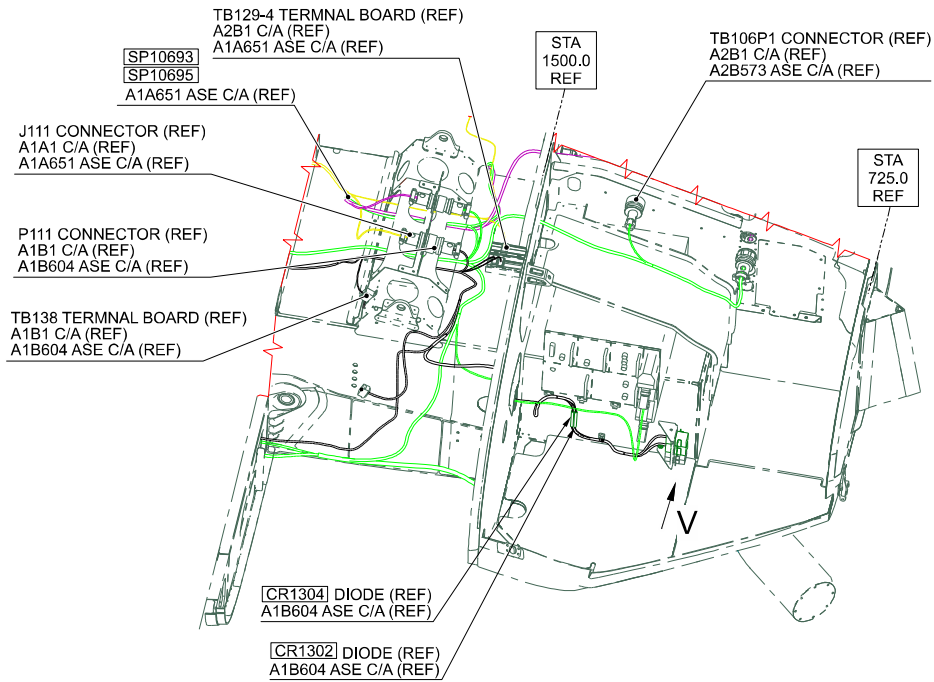 TB129-4 TERMNAL BOARD (REF)
A2B1 C/A (REF)
A1A651 ASE C/A (REF)
SP10693
SP10695
A1A651 ASE C/A (REF)
STA
1500.0
REF
TB106P1 CONNECTOR (REF)
A2B1 C/A (REF)
A2B573 ASE C/A (REF)
J111 CONNECTOR (REF)
A1A1 C/A (REF)
A1A651 ASE C/A (REF)
STA
725.0
REF
P111 CONNECTOR (REF)
A1B1 C/A (REF)
A1B604 ASE C/A (REF)
TB138 TERMNAL BOARD (REF)
A1B1 C/A (REF)
A1B604 ASE C/A (REF)
V
CR1304 DIODE (REF)
A1B604 ASE C/A (REF)
CR1302 DIODE (REF)
A1B604 ASE C/A (REF)